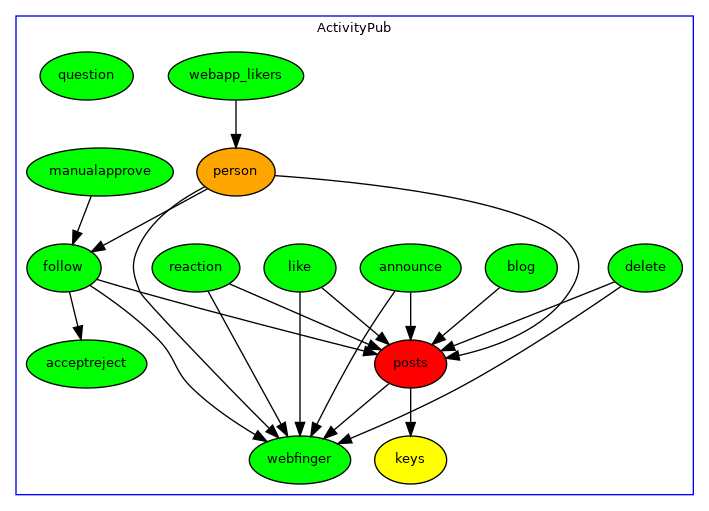 ActivityPub
question
webapp_likers
manualapprove
person
follow
reaction
like
announce
blog
delete
acceptreject
posts
webfinger
keys